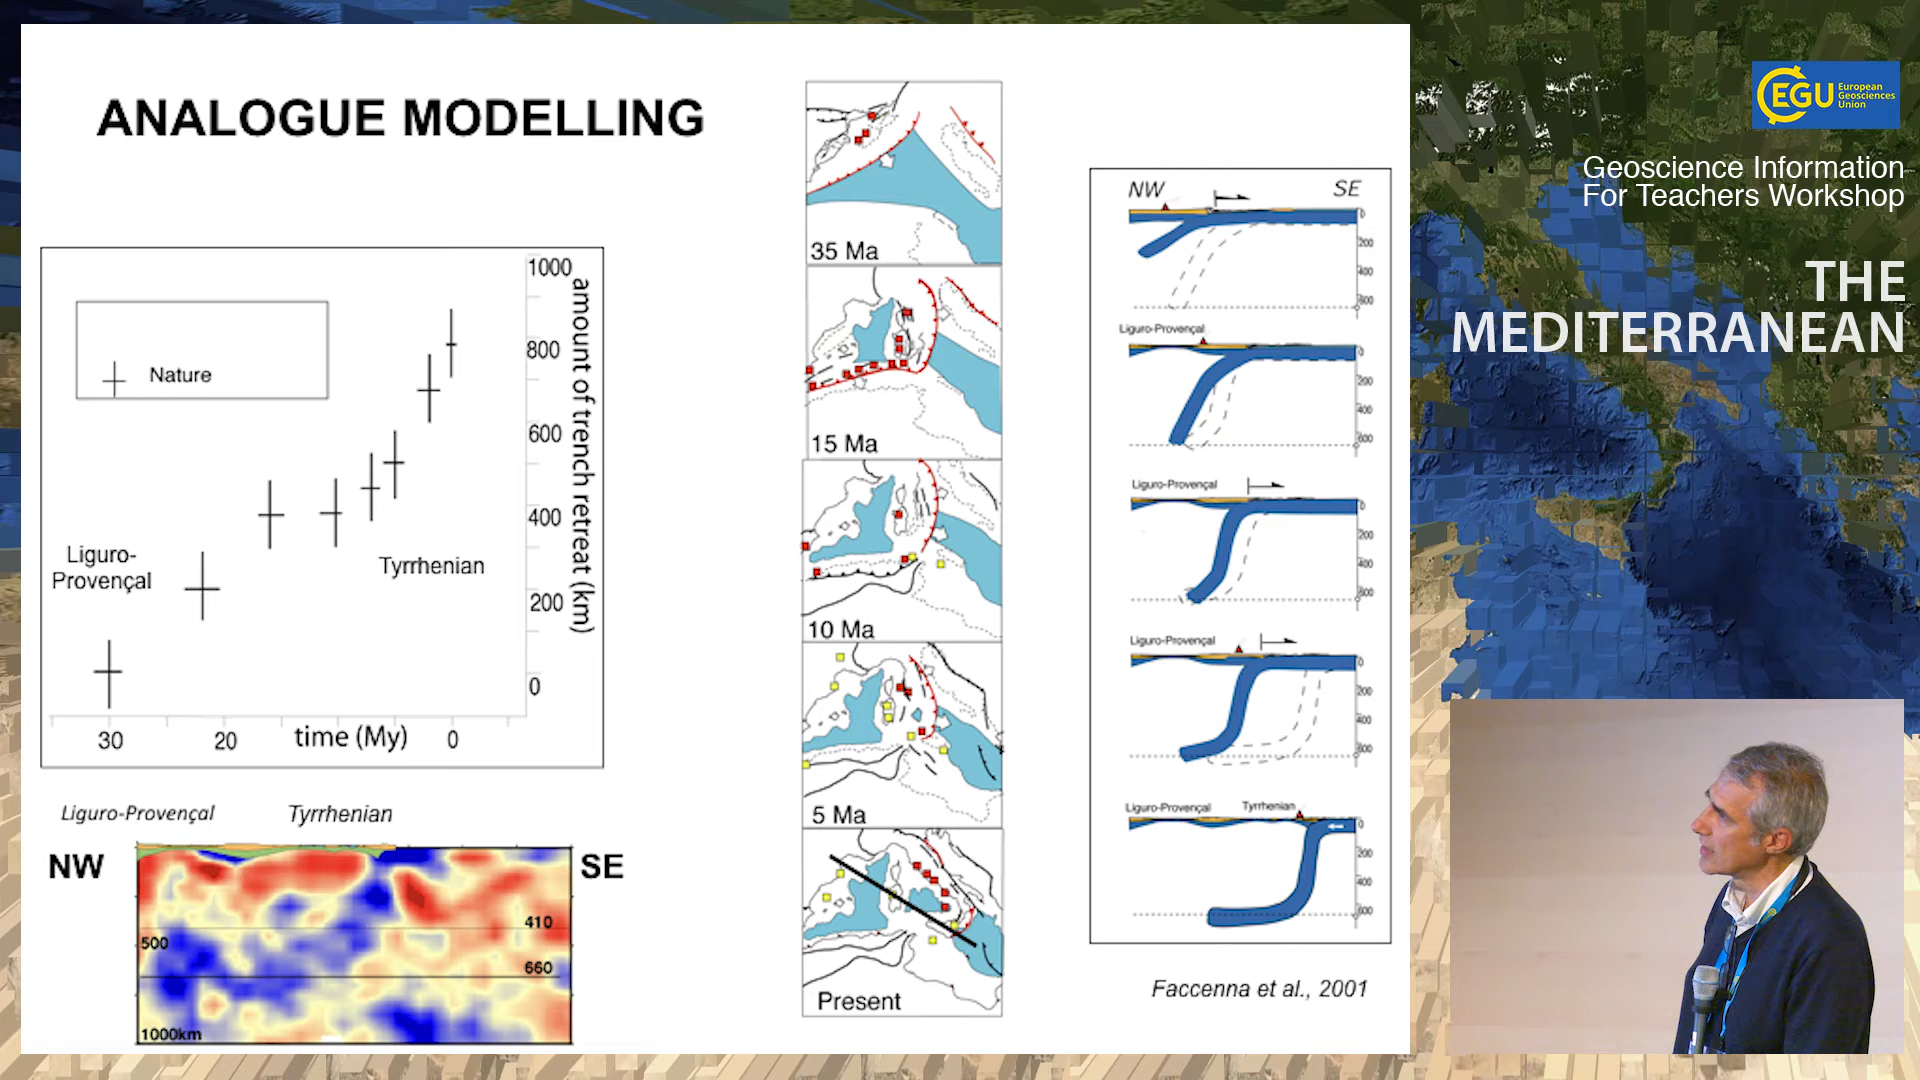 ANALOGUE MODELLING
Nature
Liguro-
Provençal
Tyrrhenian
1000
800
600
400
200
0
amount of trench retreat (km)
30
20
time (My)
0
Liguro-Provençal
Tyrrhenian
NW
SE
410
500
660
1000km
35 Ma
15 Ma
10 Ma
5 Ma
Present
NW
SE
0
200
400
600
Liguro-Provençal
0
200
400
600
Liguro-Provençal
0
200
400
600
Liguro-Provençal
0
200
400
600
Liguro-Provençal
Tyrrhenian
0
200
400
600
Faccenna et al., 2001
EGU
European
Geosciences
Union
Geoscience Information
For Teachers Workshop
THE
MEDITERRANEAN